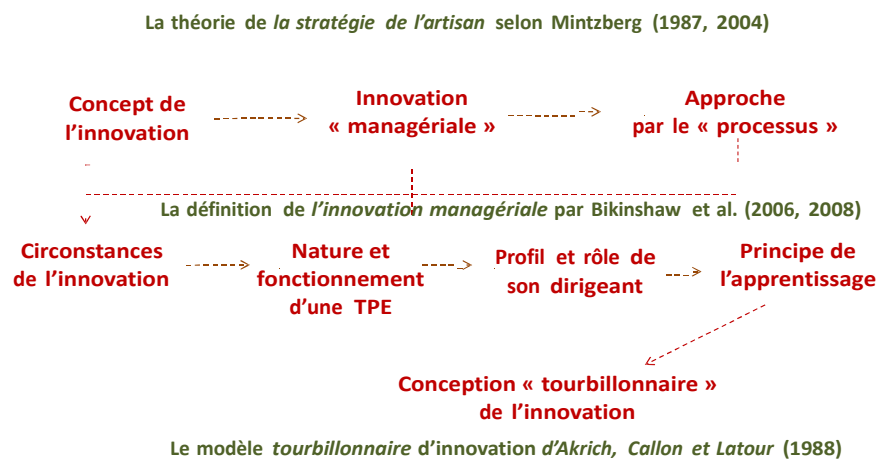 La théorie de la stratégie de l'artisan selon Mintzberg (1987, 2004)
Concept de
l'innovation
Innovation
« managériale »
Approche
par le « processus »
La définition de l'innovation managériale par Bikinshaw et al. (2006, 2008)
Circonstances
de l'innovation
Nature et
fonctionnement
d'une TPE
Profil et rôle de
son dirigeant
Principe de
l'apprentissage
Conception « tourbillonnaire »
de l'innovation
Le modèle tourbillonnaire d'innovation d'Akrich, Callon et Latour (1988)